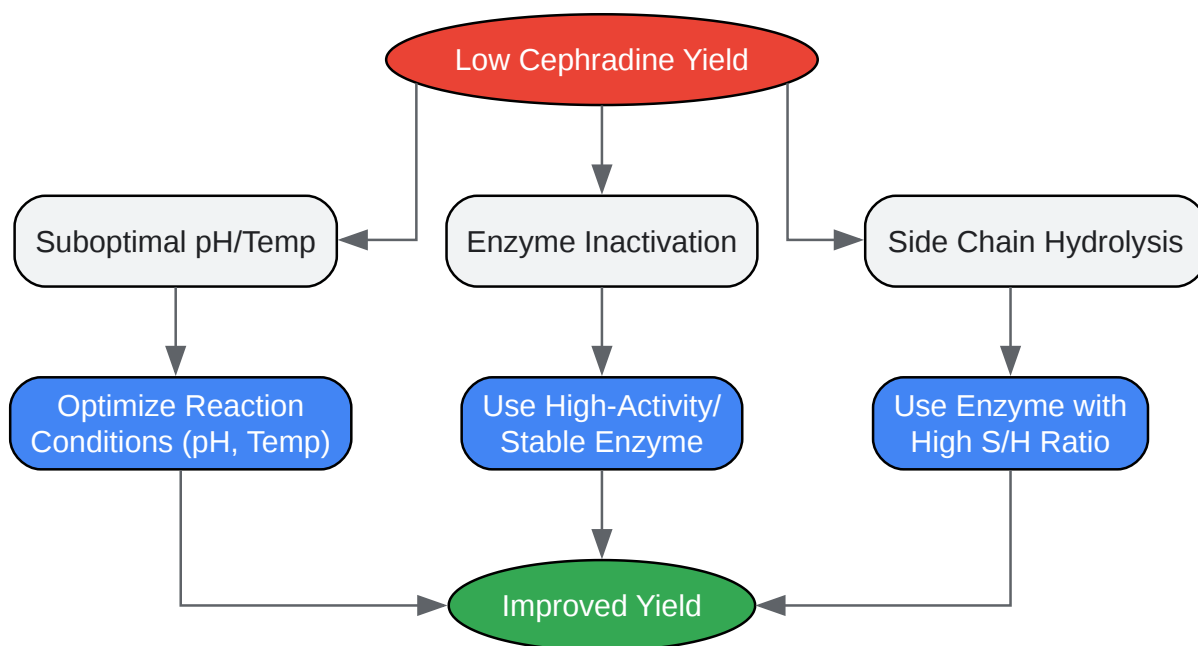 Low Cephradine Yield
Suboptimal pH/Temp
Enzyme Inactivation
Side Chain Hydrolysis
Optimize Reaction
Conditions (pH, Temp)
Use High-Activity/
Stable Enzyme
Use Enzyme with
High S/H Ratio
Improved Yield